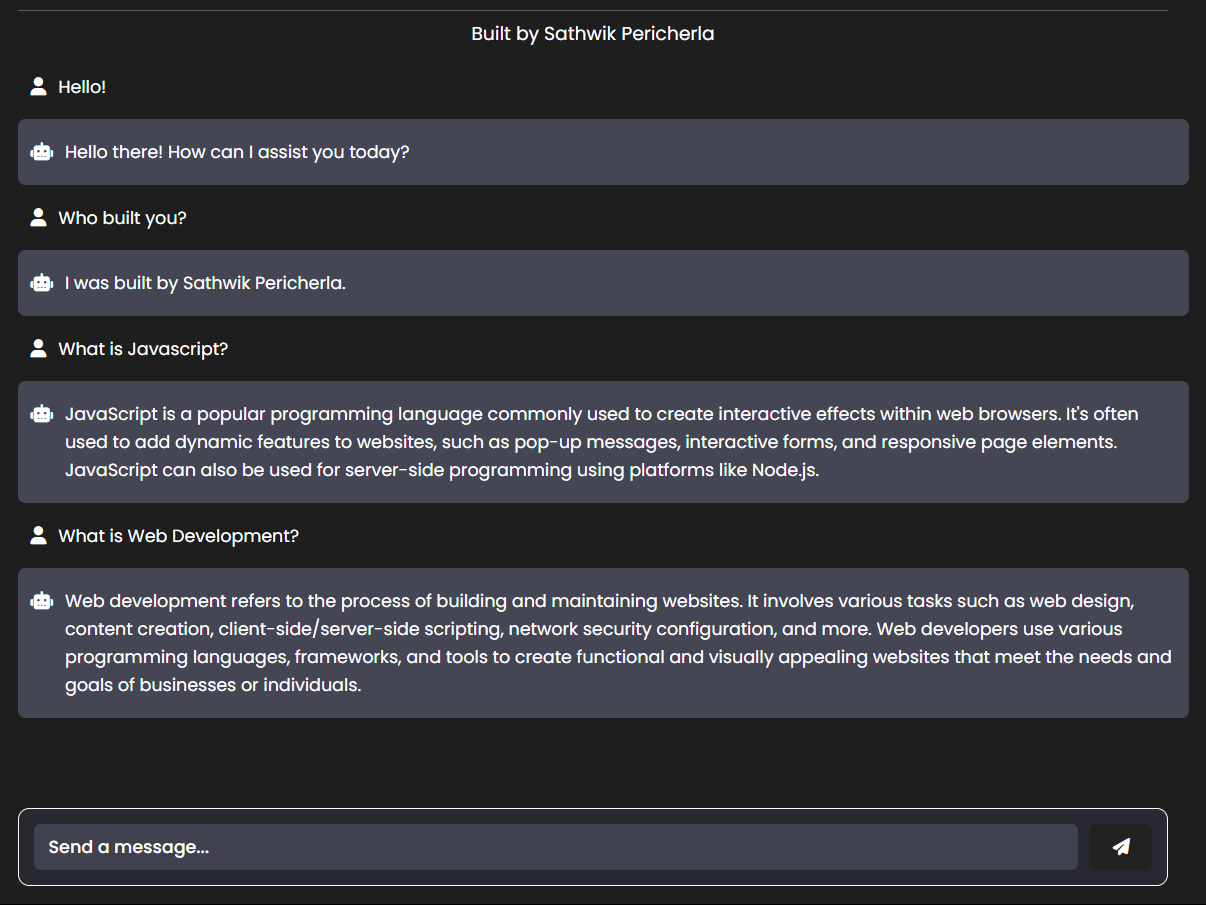 Built by Sathwik Pericherla
Hello!
Hello there! How can I assist you today?
Who built you?
I was built by Sathwik Pericherla.
What is Javascript?
JavaScript is a popular programming language commonly used to create interactive effects within web browsers. It's often
used to add dynamic features to websites, such as pop-up messages, interactive forms, and responsive page elements.
JavaScript can also be used for server-side programming using platforms like Node.js.
What is Web Development?
Web development refers to the process of building and maintaining websites. It involves various tasks such as web design,
content creation, client-side/server-side scripting, network security configuration, and more. Web developers use various
programming languages, frameworks, and tools to create functional and visually appealing websites that meet the needs and
goals of businesses or individuals.
Send a message...